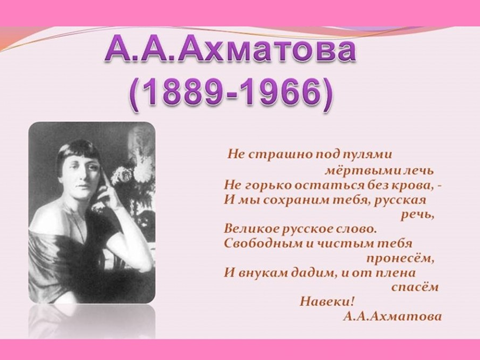 А.А.Ахматова
(1889-1966)
Не страшно под пулями
мёртвыми лечь
Не горько остаться без крова, -
И мы сохраним тебя, русская
речь,
Великое русское слово.
Свободным и чистым тебя
пронесём,
И внукам дадим, и от плена
спасём
Навеки!
А.А.Ахматова